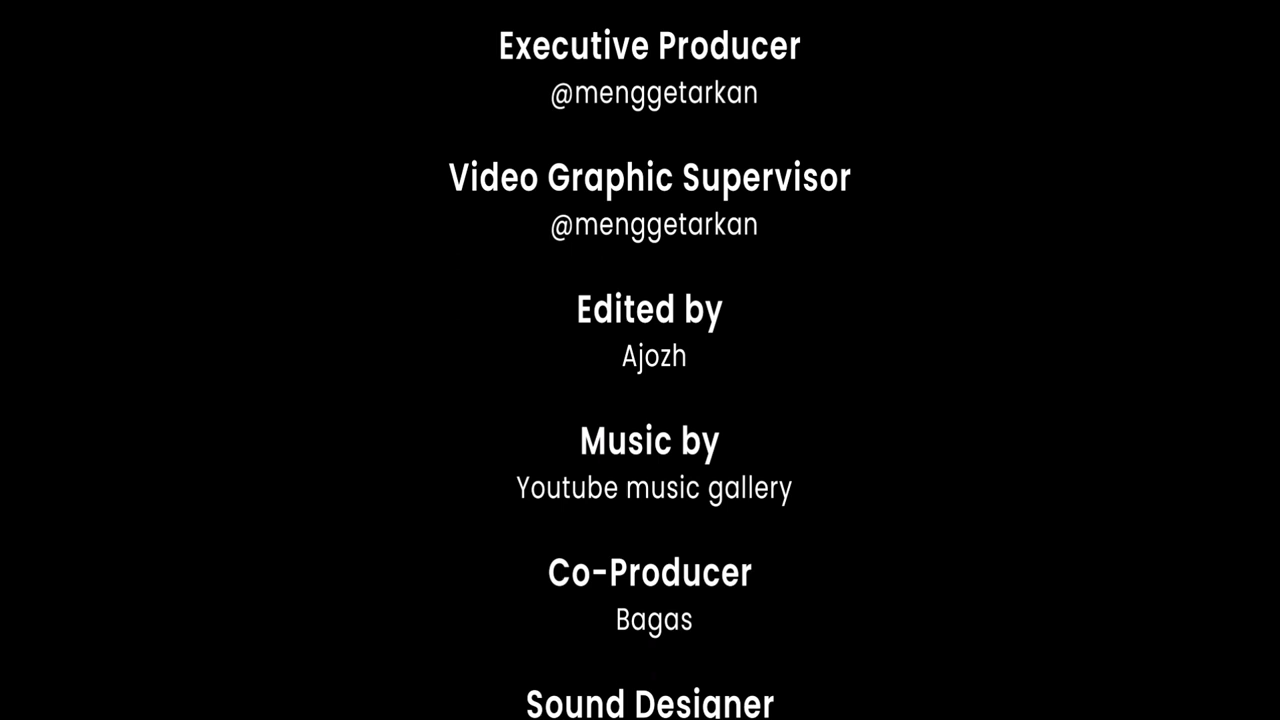 Executive Producer
@menggetarkan
Video Graphic Supervisor
@menggetarkan
Edited by
Ajozh
Music by
Youtube music gallery
Co-Producer
Bagas
Sound Designer